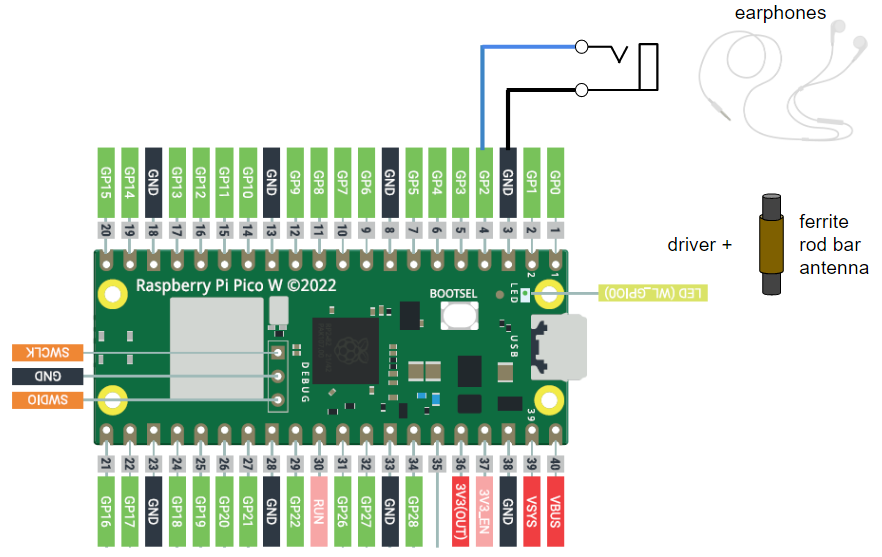 earphones
GP15
GP14
GND
GP13
GP12
GP11
GP10
GND
GP9
GP8
GP7
GP6
GND
GP5
GP4
GP3
GP2
GND
GP1
GP0
20
19
18
17
16
15
14
13
12
11
10
9
8
7
6
5
4
3
2
1
driver +
ferrite
rod bar
antenna
2
1
Raspberry Pi Pico W ©2022
BOOTSEL
LED
LED (WL_GPIO0)
USB
SWCLK
GND
SWDIO
DEBUG
39
21
22
23
24
25
26
27
28
29
30
31
32
33
34
35
36
37
38
39
40
GP16
GP17
GND
GP18
GP19
GP20
GP21
GND
GP22
RUN
GP26
GP27
GND
GP28
3V3(OUT)
3V3_EN
GND
VSYS
VBUS